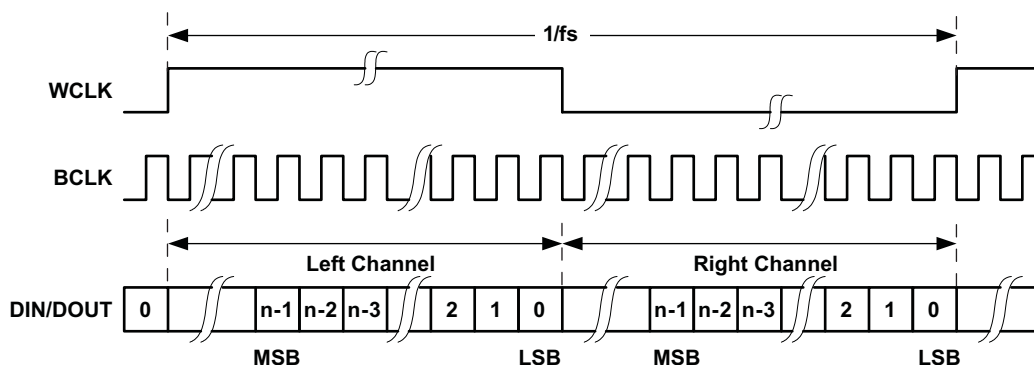 1/fs
WCLK
BCLK
Left Channel Right Channel
DIN/DOUT 0 n-1 n-2 n-3 2 1 0 n-1 n-2 n-3 2 1 0
MSB LSB MSB LSB